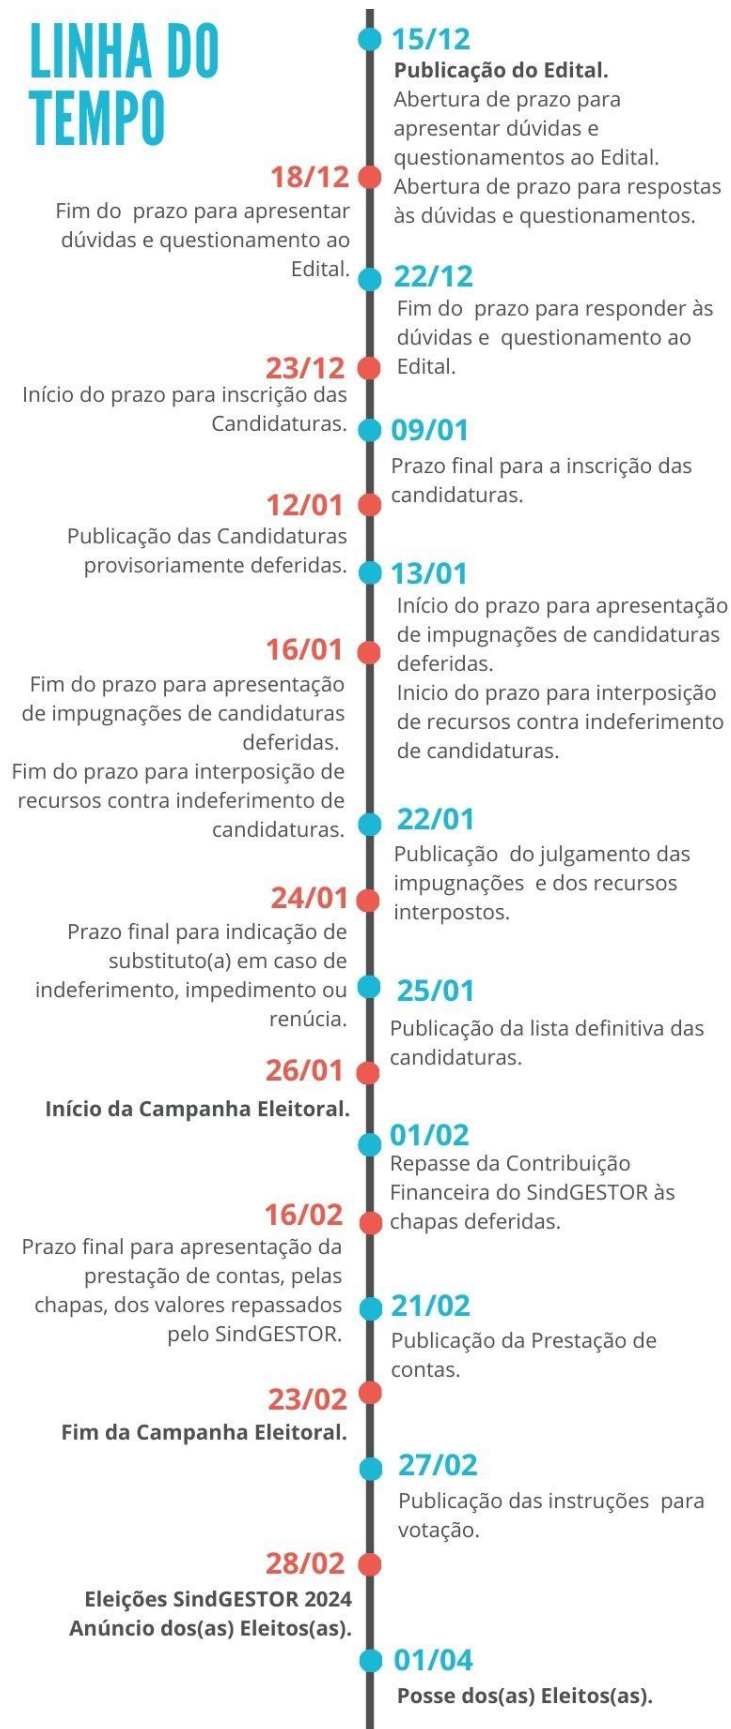 LINHA DO
TEMPO
15/12
Publicação do Edital.
Abertura de prazo para
apresentar dúvidas e
questionamentos ao Edital.
Abertura de prazo para respostas
às dúvidas e questionamentos.
18/12
Fim do prazo para apresentar
dúvidas e questionamento ao
Edital.
22/12
Fim do prazo para responder às
dúvidas e questionamento ao
Edital.
23/12
Início do prazo para inscrição das
Candidaturas.
09/01
Prazo final para a inscrição das
candidaturas.
12/01
Publicação das Candidaturas
provisoriamente deferidas.
13/01
Início do prazo para apresentação
de impugnações de candidaturas
deferidas.
Inicio do prazo para interposição
de recursos contra indeferimento
de candidaturas.
16/01
Fim do prazo para apresentação
de impugnações de candidaturas
deferidas.
Fim do prazo para interposição de
recursos contra indeferimento de
candidaturas.
22/01
Publicação do julgamento das
impugnações e dos recursos
interpostos.
24/01
Prazo final para indicação de
substituto(a) em caso de
indeferimento, impedimento ou
renúcia.
25/01
Publicação da lista definitiva das
candidaturas.
26/01
Início da Campanha Eleitoral.
01/02
Repasse da Contribuição
Financeira do SindGESTOR às
chapas deferidas.
16/02
Prazo final para apresentação da
prestação de contas, pelas
chapas, dos valores repassados
pelo SindGESTOR.
21/02
Publicação da Prestação de
contas.
23/02
Fim da Campanha Eleitoral.
27/02
Publicação das instruções para
votação.
28/02
Eleições SindGESTOR 2024
Anúncio dos(as) Eleitos(as).
01/04
Posse dos(as) Eleitos(as).